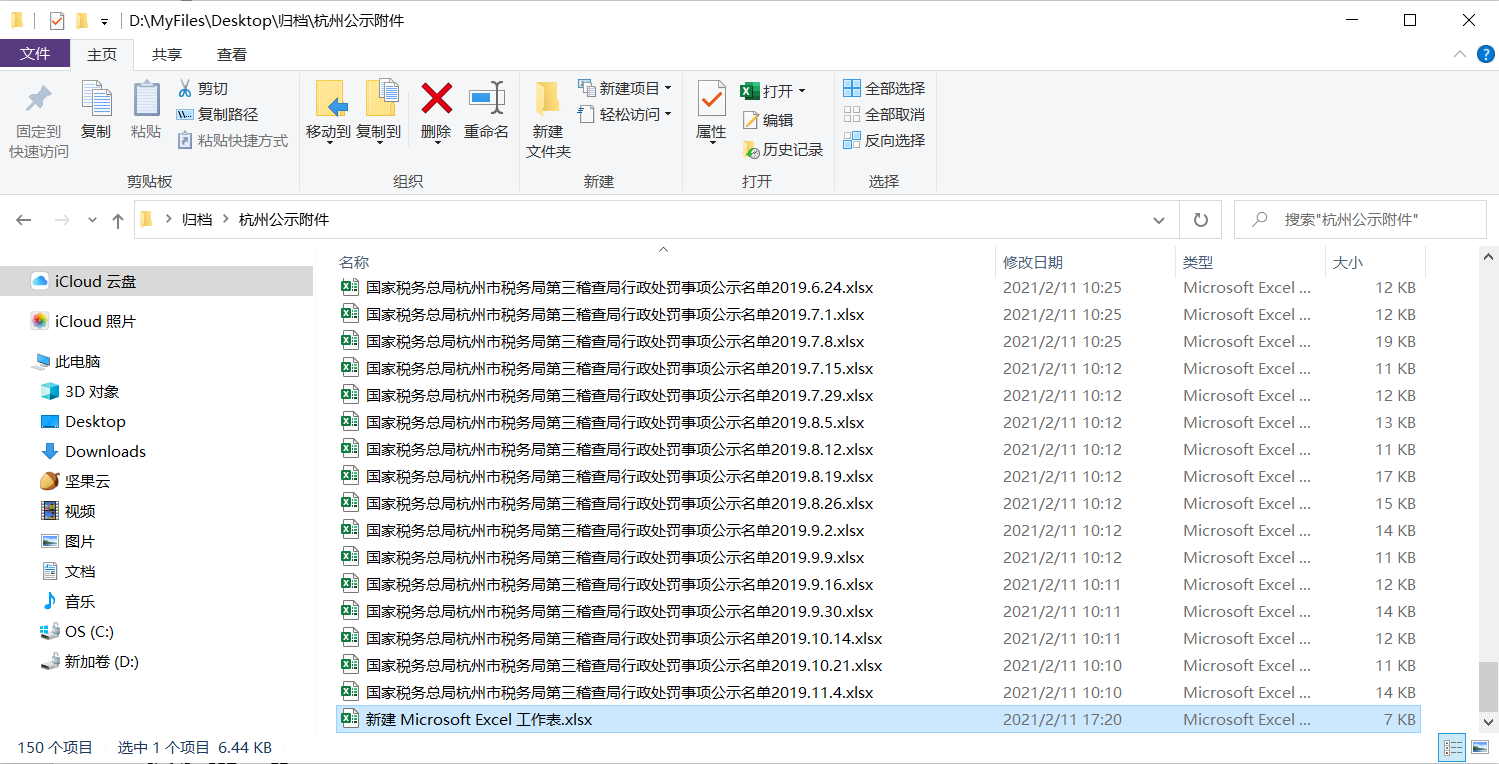 D:\MyFiles\Desktop\归档\杭州公示附件
文件 主页 共享 查看
固定到快速访问 复制 粘贴 剪切 复制路径 粘贴快捷方式 移动到 复制到 删除 重命名 新建文件夹 新建项目 轻松访问 属性 打开 编辑 历史记录 全部选择 全部取消 反向选择
剪贴板 组织 新建 打开 选择
归档 杭州公示附件 搜索"杭州公示附件"
iCloud 云盘
iCloud 照片
此电脑
3D 对象
Desktop
Downloads
坚果云
视频
图片
文档
音乐
OS (C:)
新加卷 (D:)
名称 修改日期 类型 大小
国家税务总局杭州市税务局第三稽查局行政处罚事项公示名单2019.6.24.xlsx 2021/2/11 10:25 Microsoft Excel ... 12 KB
国家税务总局杭州市税务局第三稽查局行政处罚事项公示名单2019.7.1.xlsx 2021/2/11 10:25 Microsoft Excel ... 12 KB
国家税务总局杭州市税务局第三稽查局行政处罚事项公示名单2019.7.8.xlsx 2021/2/11 10:25 Microsoft Excel ... 19 KB
国家税务总局杭州市税务局第三稽查局行政处罚事项公示名单2019.7.15.xlsx 2021/2/11 10:12 Microsoft Excel ... 11 KB
国家税务总局杭州市税务局第三稽查局行政处罚事项公示名单2019.7.29.xlsx 2021/2/11 10:12 Microsoft Excel ... 12 KB
国家税务总局杭州市税务局第三稽查局行政处罚事项公示名单2019.8.5.xlsx 2021/2/11 10:12 Microsoft Excel ... 13 KB
国家税务总局杭州市税务局第三稽查局行政处罚事项公示名单2019.8.12.xlsx 2021/2/11 10:12 Microsoft Excel ... 11 KB
国家税务总局杭州市税务局第三稽查局行政处罚事项公示名单2019.8.19.xlsx 2021/2/11 10:12 Microsoft Excel ... 17 KB
国家税务总局杭州市税务局第三稽查局行政处罚事项公示名单2019.8.26.xlsx 2021/2/11 10:12 Microsoft Excel ... 15 KB
国家税务总局杭州市税务局第三稽查局行政处罚事项公示名单2019.9.2.xlsx 2021/2/11 10:12 Microsoft Excel ... 14 KB
国家税务总局杭州市税务局第三稽查局行政处罚事项公示名单2019.9.9.xlsx 2021/2/11 10:12 Microsoft Excel ... 11 KB
国家税务总局杭州市税务局第三稽查局行政处罚事项公示名单2019.9.16.xlsx 2021/2/11 10:11 Microsoft Excel ... 12 KB
国家税务总局杭州市税务局第三稽查局行政处罚事项公示名单2019.9.30.xlsx 2021/2/11 10:11 Microsoft Excel ... 14 KB
国家税务总局杭州市税务局第三稽查局行政处罚事项公示名单2019.10.14.xlsx 2021/2/11 10:11 Microsoft Excel ... 12 KB
国家税务总局杭州市税务局第三稽查局行政处罚事项公示名单2019.10.21.xlsx 2021/2/11 10:10 Microsoft Excel ... 11 KB
国家税务总局杭州市税务局第三稽查局行政处罚事项公示名单2019.11.4.xlsx 2021/2/11 10:10 Microsoft Excel ... 14 KB
新建 Microsoft Excel 工作表.xlsx 2021/2/11 17:20 Microsoft Excel ... 7 KB
150 个项目 选中 1 个项目 6.44 KB